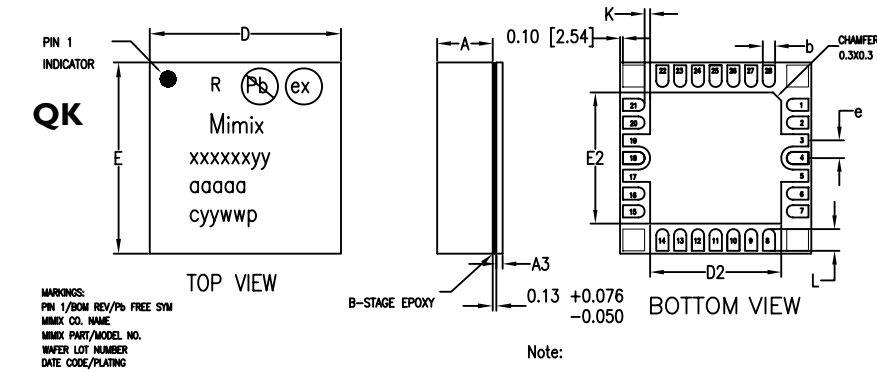 PIN 1
INDICATOR
QK
D
E
R Pb ex
Mimix
xxxxxxyy
aaaaa
cyywwp
TOP VIEW
MARKINGS:
PIN 1/BOM REV/Pb FREE SYM
MIMIX CO. NAME
MIMIX PART/MODEL NO.
WAFER LOT NUMBER
DATE CODE/PLATING
A
A3
B-STAGE EPOXY
0.13 +0.076
-0.050
Note:
K
0.10 [2.54]
b
CHAMFER
0.3X0.3
e
22 23 24 25 26 27 28
21 20 19 18 17 16 15
1 2 3 4 5 6 7
14 13 12 11 10 9 8
E2
D2
L
BOTTOM VIEW